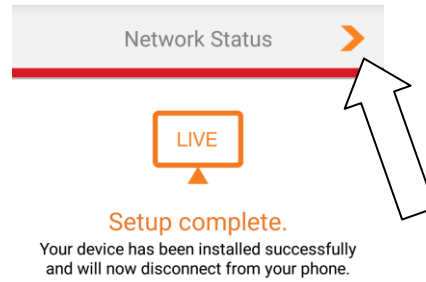 Network Status
LIVE
Setup complete.
Your device has been installed successfully
and will now disconnect from your phone.